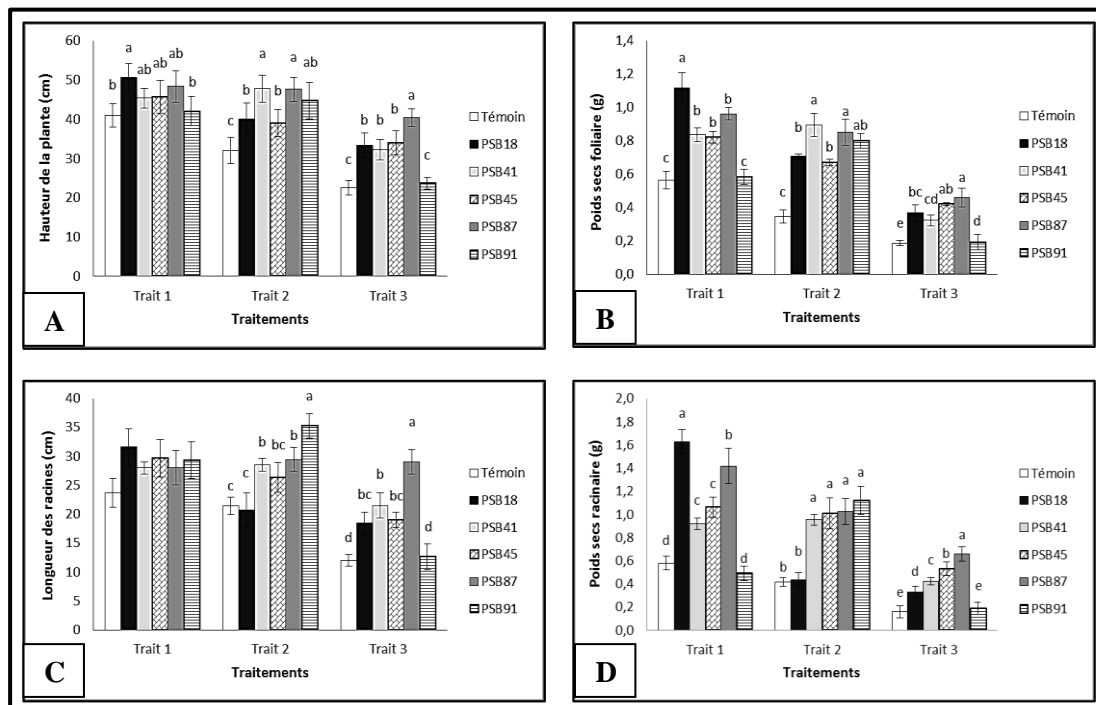 A
Hauteur de la plante (cm)
60
50
40
30
20
10
0
b a ab ab ab b
c b a b a ab
c b b b a c
Trait 1 Trait 2 Trait 3
Traitements
Témoin
PSB18
PSB41
PSB45
PSB87
PSB91
B
Poids secs foliaire (g)
1,4
1,2
1,0
0,8
0,6
0,4
0,2
0,0
c a b b b c
c b a b a ab
e bc cd ab a d
Trait 1 Trait 2 Trait 3
Traitements
Témoin
PSB18
PSB41
PSB45
PSB87
PSB91
C
Longueur des racines (cm)
40
35
30
25
20
15
10
5
0
c c b bc b a
d bc b bc a d
Trait 1 Trait 2 Trait 3
Traitements
Témoin
PSB18
PSB41
PSB45
PSB87
PSB91
D
Poids secs racinaire (g)
2,0
1,8
1,6
1,4
1,2
1,0
0,8
0,6
0,4
0,2
0,0
d a c c b d
b b a a a a
e d c b a e
Trait 1 Trait 2 Trait 3
Traitements
Témoin
PSB18
PSB41
PSB45
PSB87
PSB91